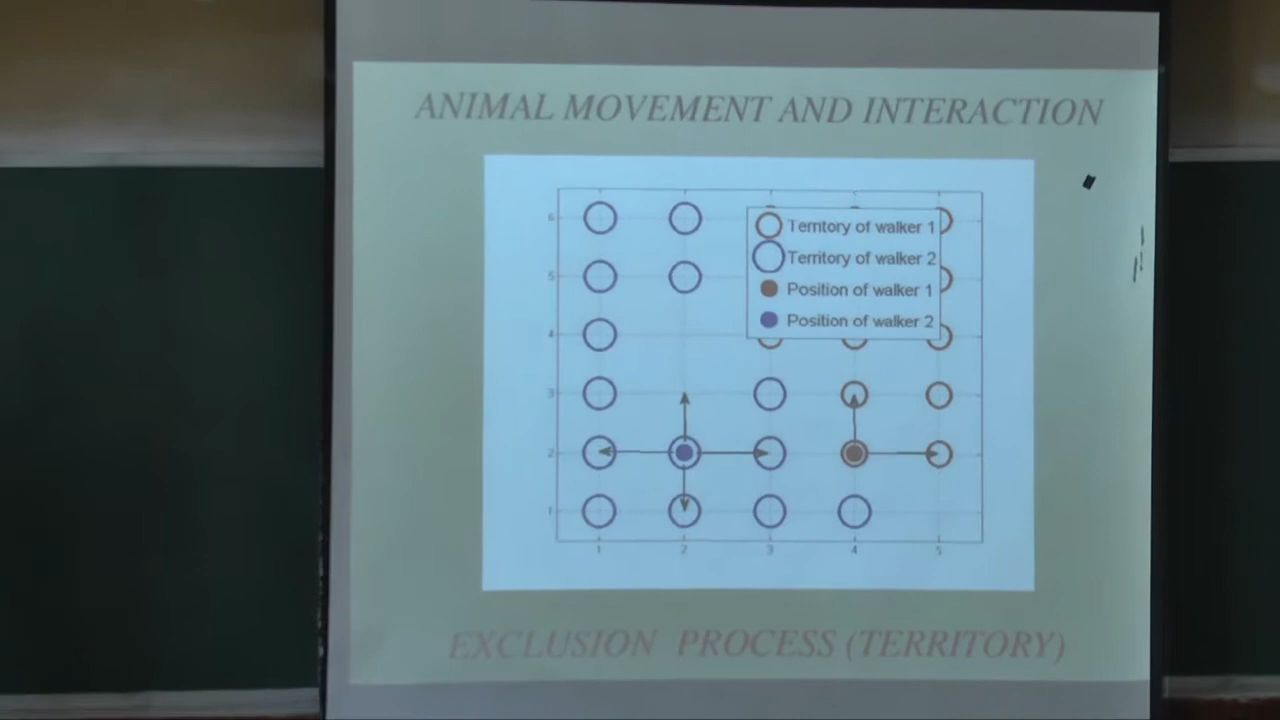 ANIMAL MOVEMENT AND INTERACTION
6
5
4
3
2
1
Territory of walker 1
Territory of walker 2
Position of walker 1
Position of walker 2
1 2 3 4 5
EXCLUSION PROCESS (TERRITORY)